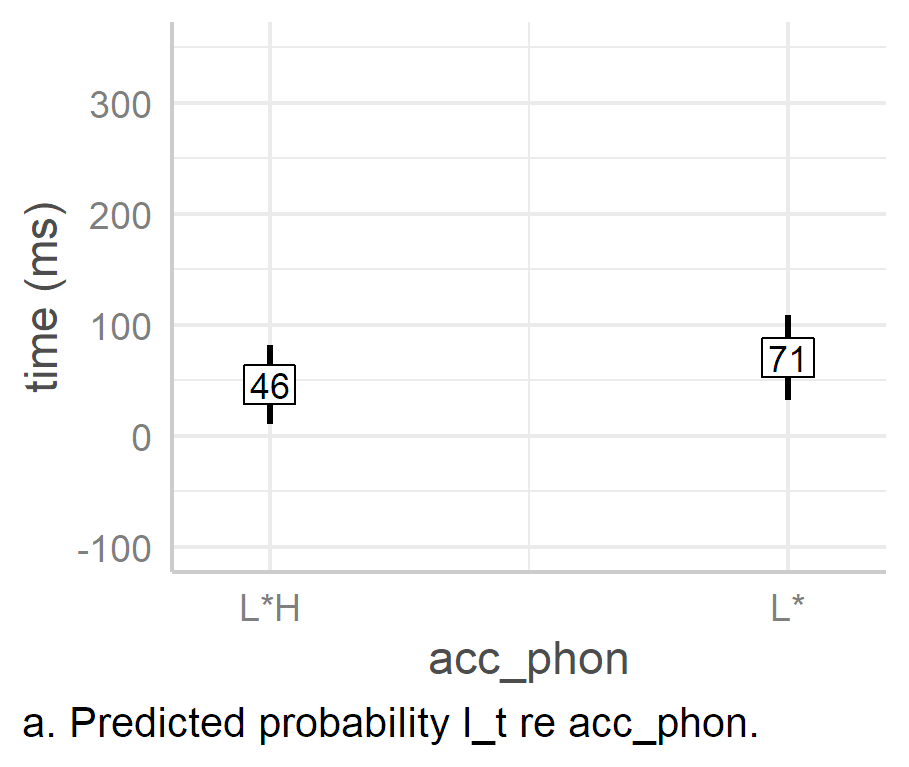 300
200
100
0
-100
time (ms)
46
71
L*H
L*
acc_phon
a. Predicted probability l_t re acc_phon.